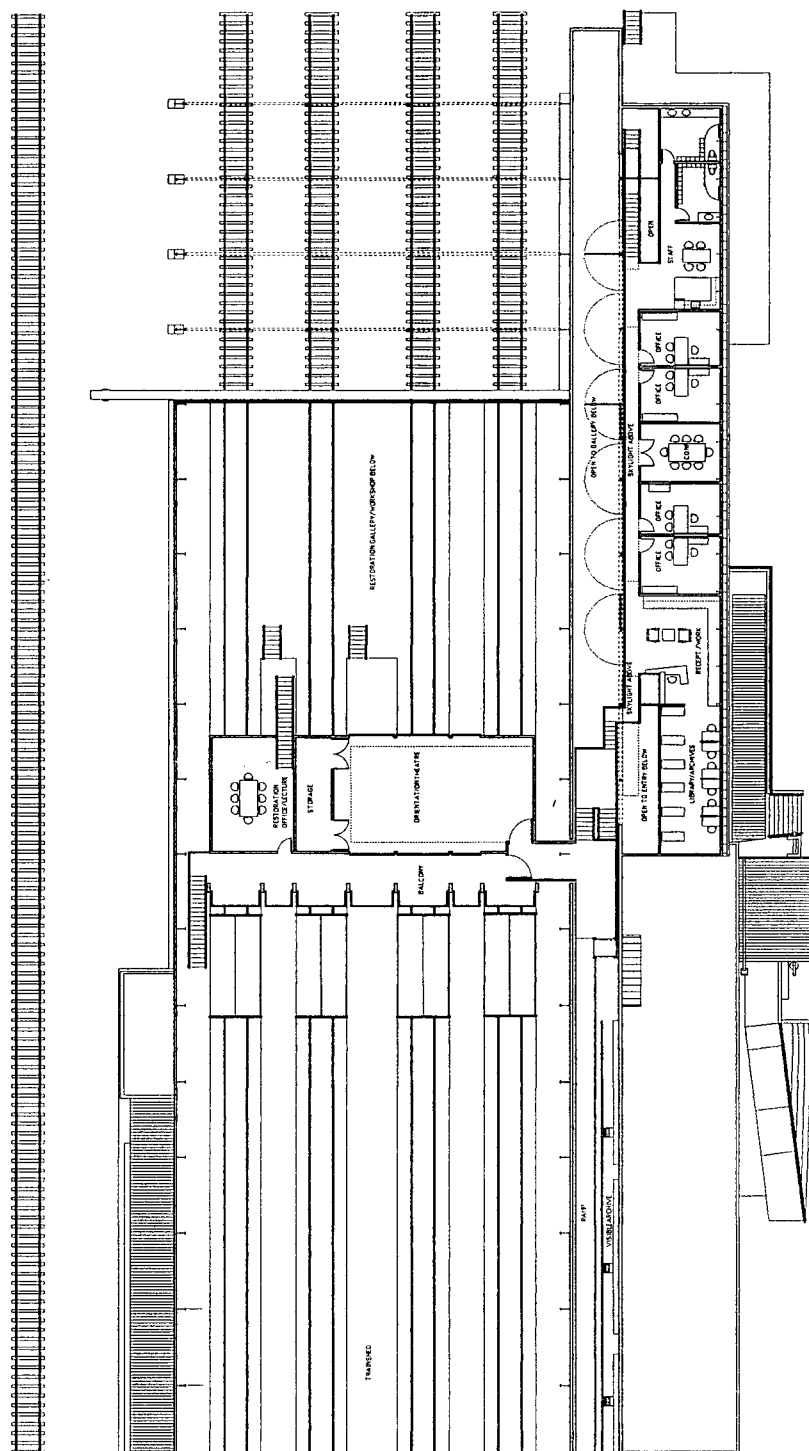 OPEN
STAFF
OFFICE
OFFICE
OPEN TO GALLERY BELOW
SKYLIGHT ABOVE
CONF
RESTORATION GALLERY/WORKSHOP BELOW
OFFICE
OFFICE
RECEPT./WORK
SKYLIGHT ABOVE
RESTORATION
OFFICE/LECTURE
STORAGE
ORIENTATION THEATRE
OPEN TO ENTRY BELOW
LIBRARY/ARCHIVES
BALCONY
RAMP
VISIBLE ARCHIVE
TRAINSHED